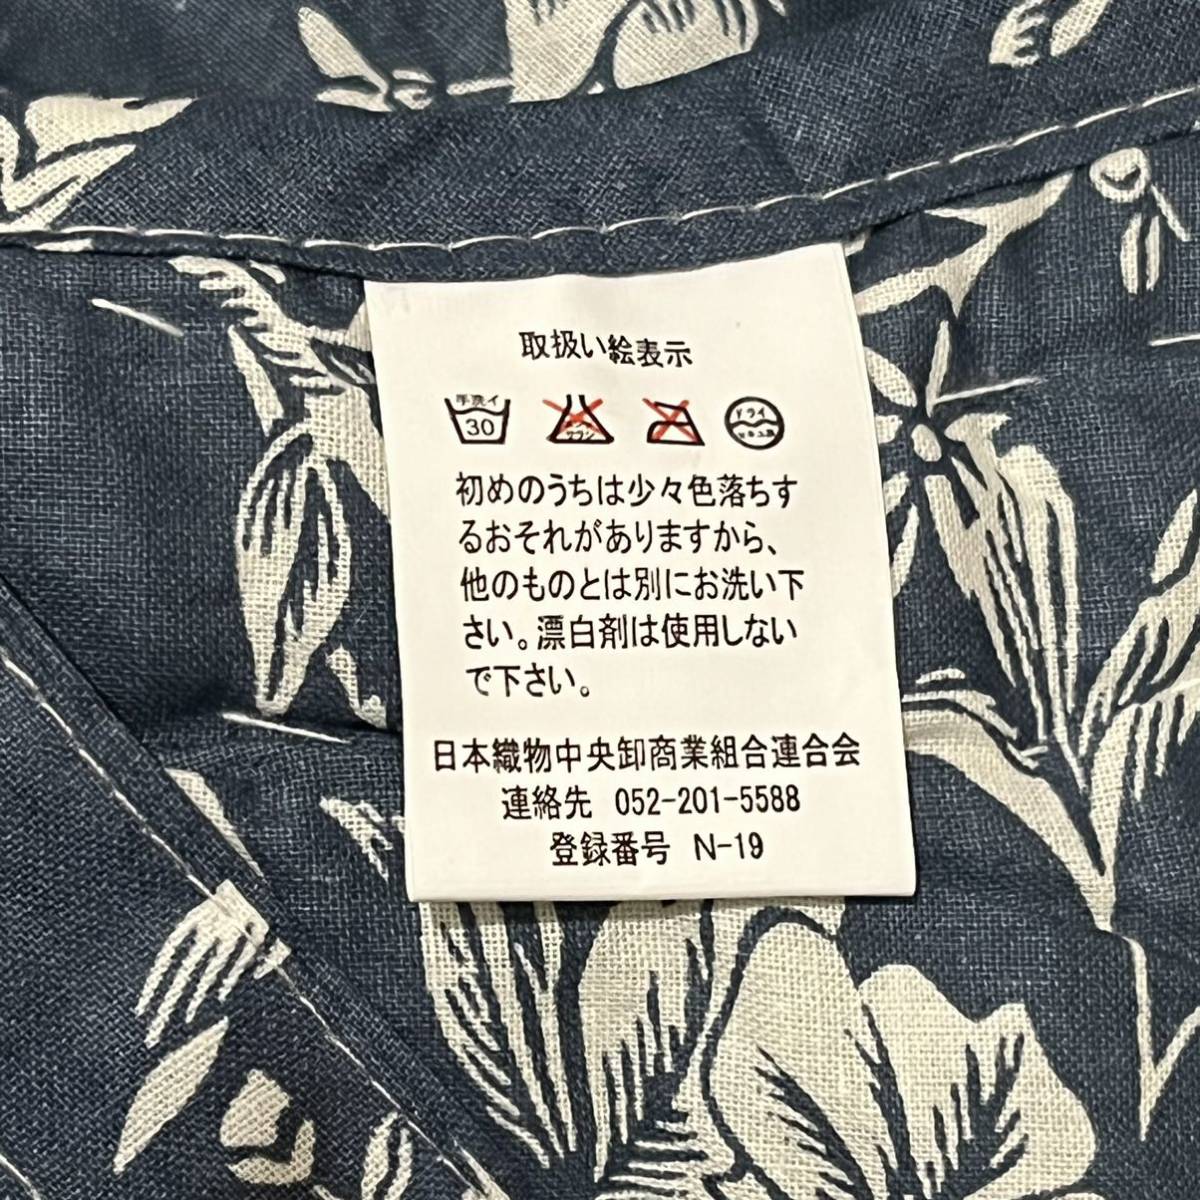 取扱い絵表示
手洗イ
30
ドライ
初めのうちは少々色落ちす
るおそれがありますから、
他のものとは別にお洗い下
さい。漂白剤は使用しない
で下さい。
日本織物中央卸商業組合連合会
連絡先 052-201-5588
登録番号 N-19